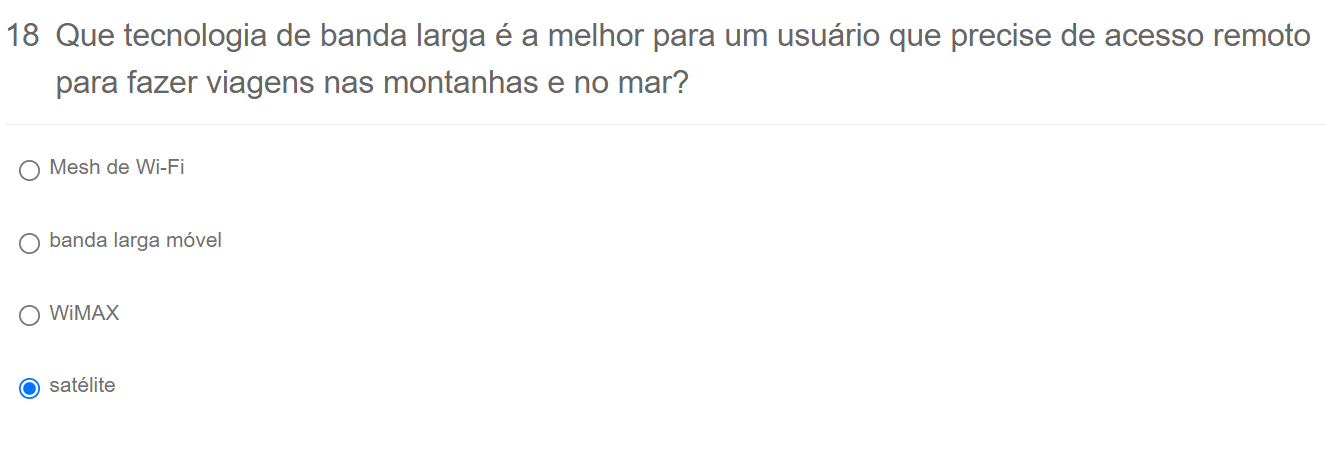 18 Que tecnologia de banda larga é a melhor para um usuário que precise de acesso remoto
para fazer viagens nas montanhas e no mar?
Mesh de Wi-Fi
banda larga móvel
WiMAX
satélite